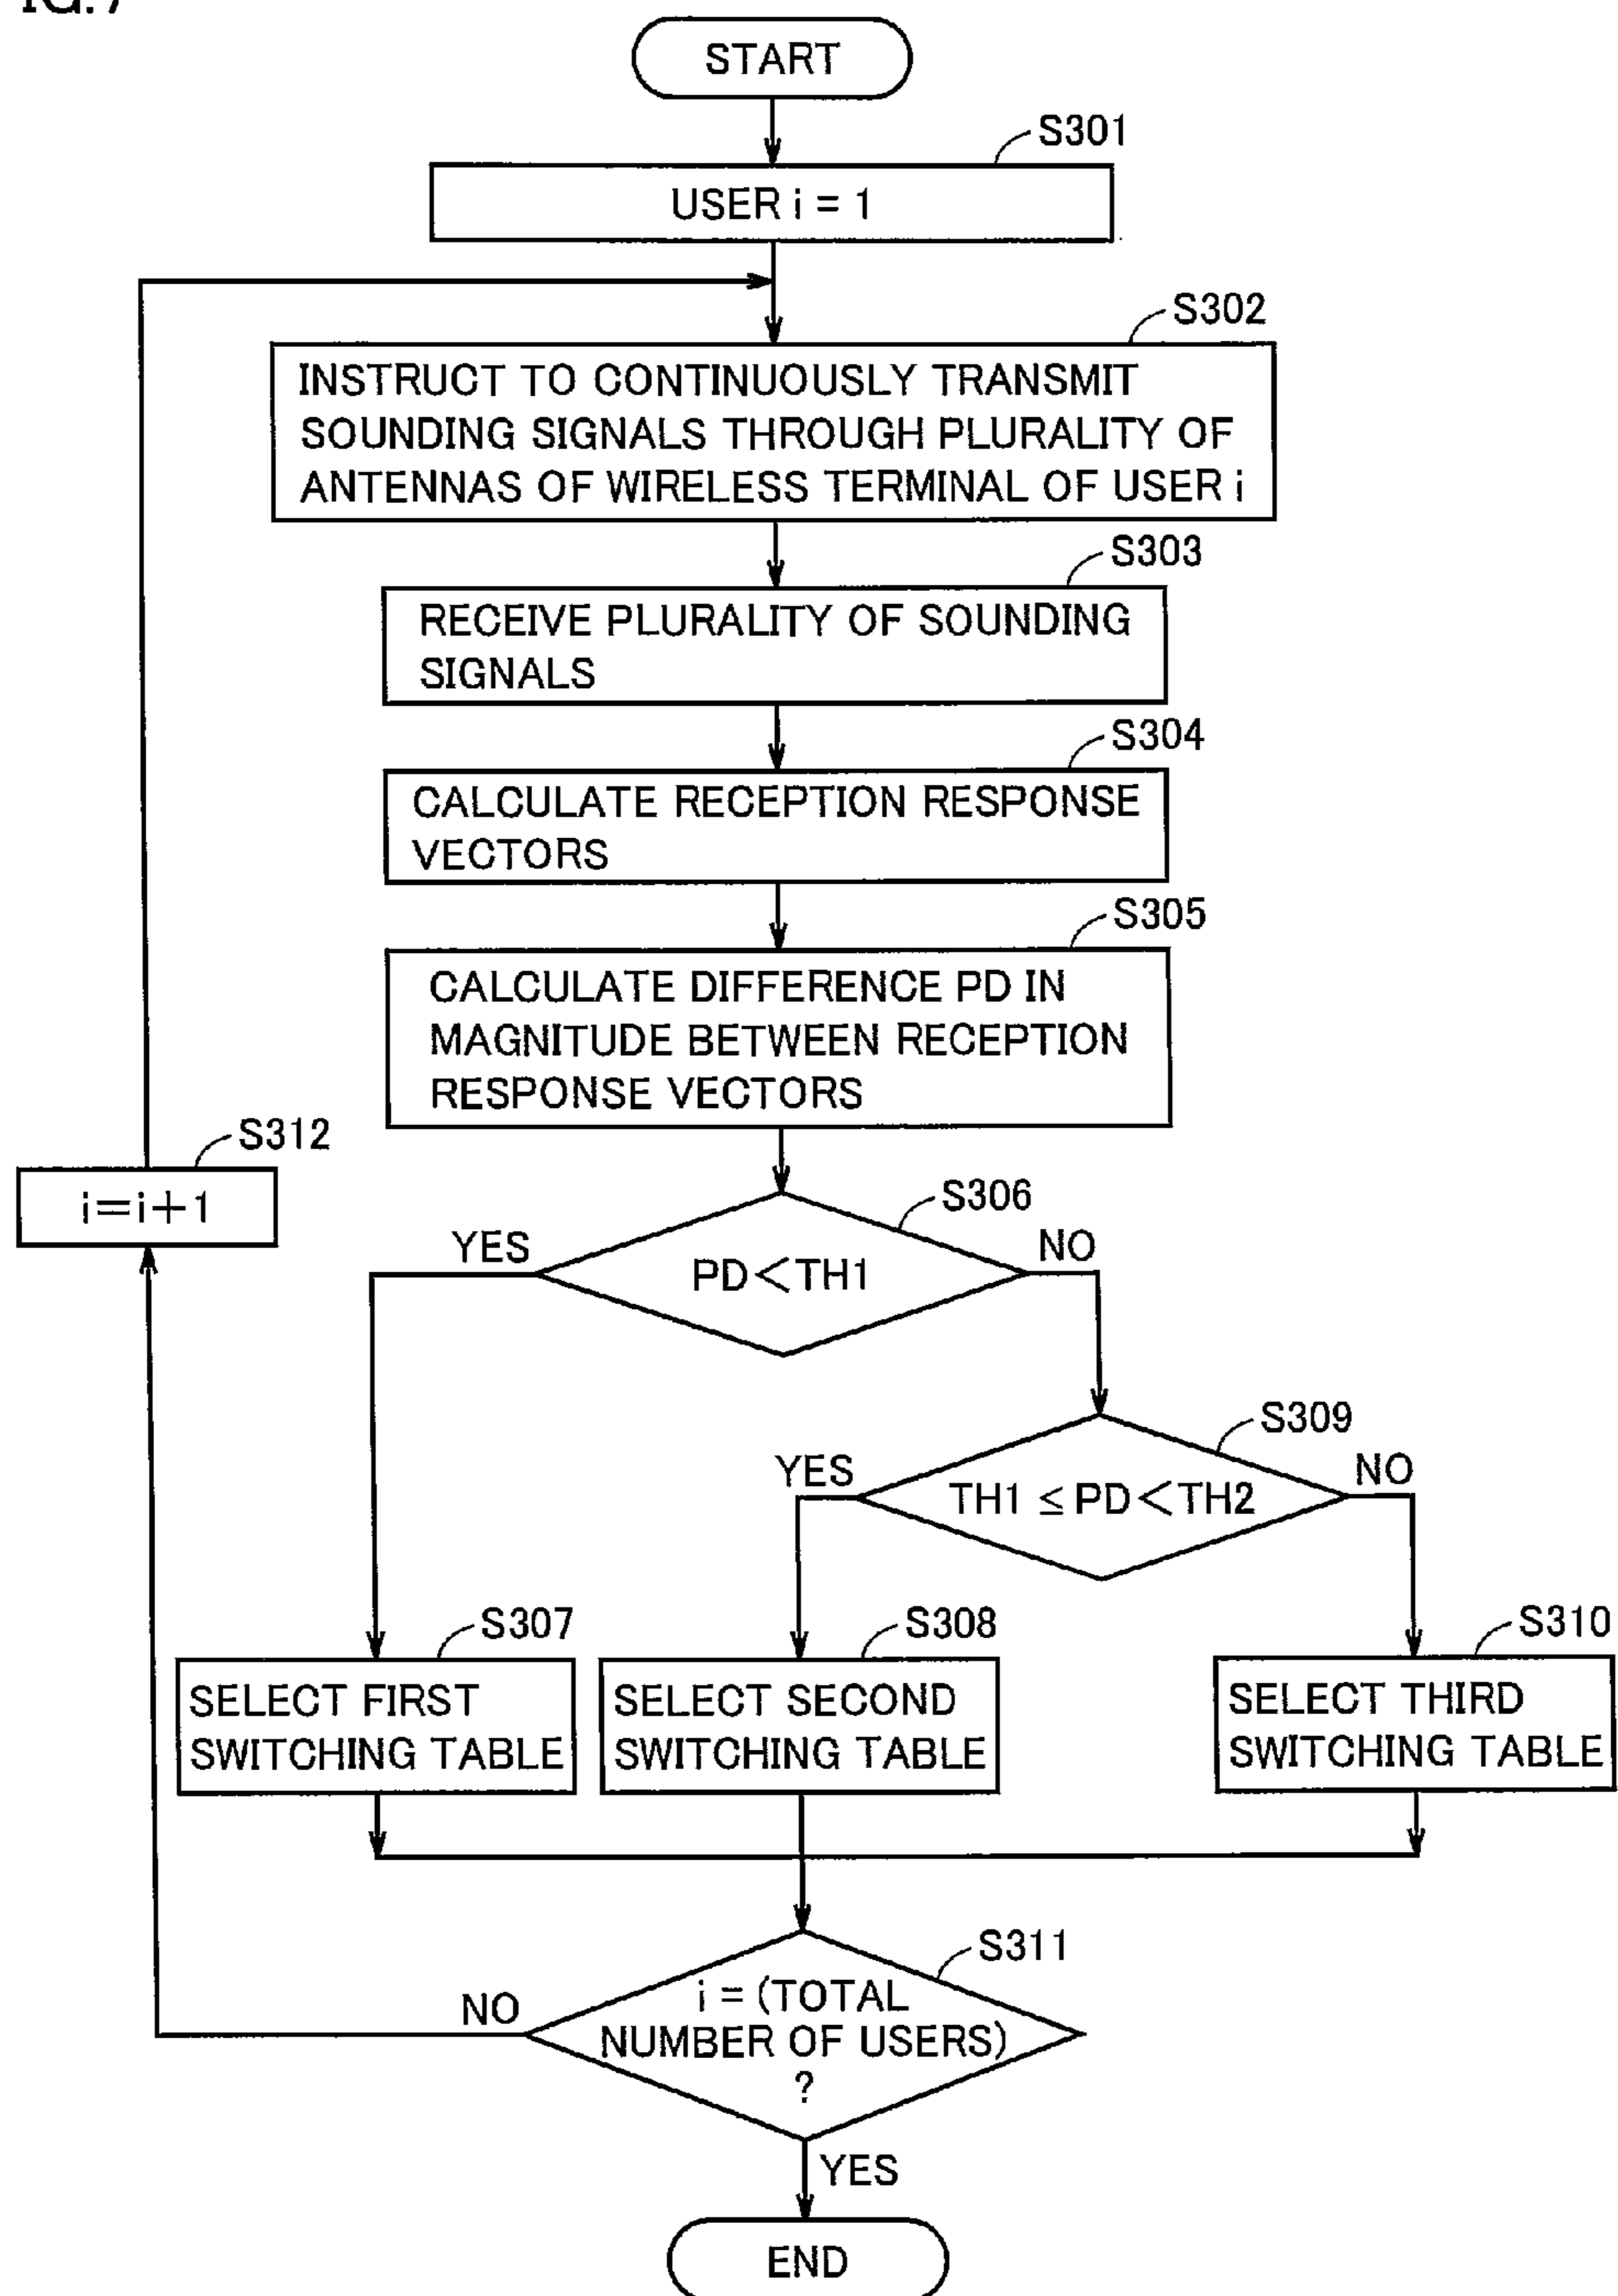 IG.7
START
S301
USER i = 1
S302
INSTRUCT TO CONTINUOUSLY TRANSMIT
SOUNDING SIGNALS THROUGH PLURALITY OF
ANTENNAS OF WIRELESS TERMINAL OF USER i
S303
RECEIVE PLURALITY OF SOUNDING
SIGNALS
S304
CALCULATE RECEPTION RESPONSE
VECTORS
S305
CALCULATE DIFFERENCE PD IN
MAGNITUDE BETWEEN RECEPTION
RESPONSE VECTORS
S312
i=i+1
S306
YES
NO
PD<TH1
S309
YES
NO
TH1 ≤ PD<TH2
S307
SELECT FIRST
SWITCHING TABLE
S308
SELECT SECOND
SWITCHING TABLE
S310
SELECT THIRD
SWITCHING TABLE
S311
NO
i = (TOTAL
NUMBER OF USERS)
?
YES
END